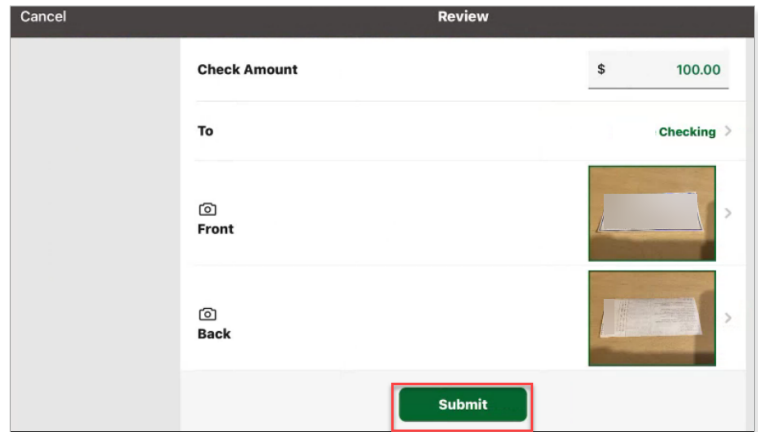 Cancel Review
Check Amount $ 100.00
To Checking
Front
Back
Submit